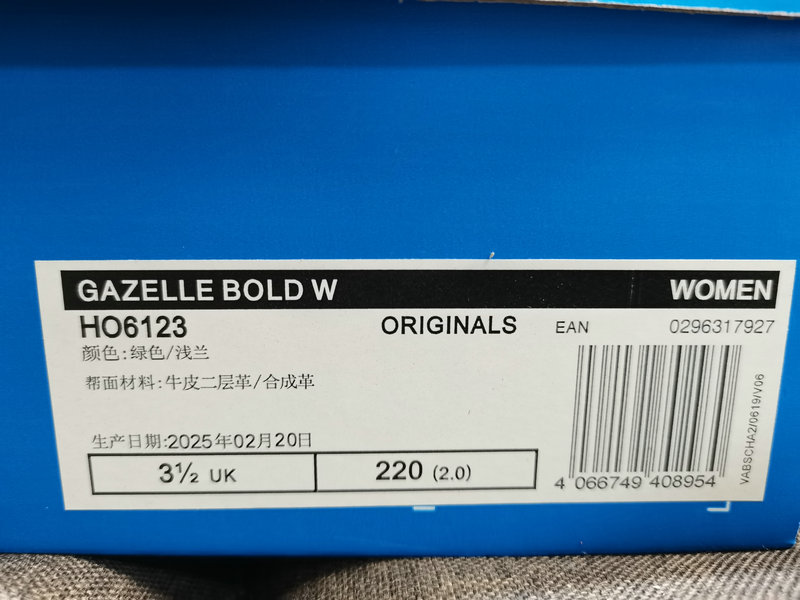 GAZELLE BOLD W WOMEN
HO6123 ORIGINALS EAN 0296317927
颜色:绿色/浅兰
帮面材料:牛皮二层革/合成革
生产日期:2025年02月20日
3½ UK 220 (2.0)
4 066749 408954
VABSCHA2/0619/V06